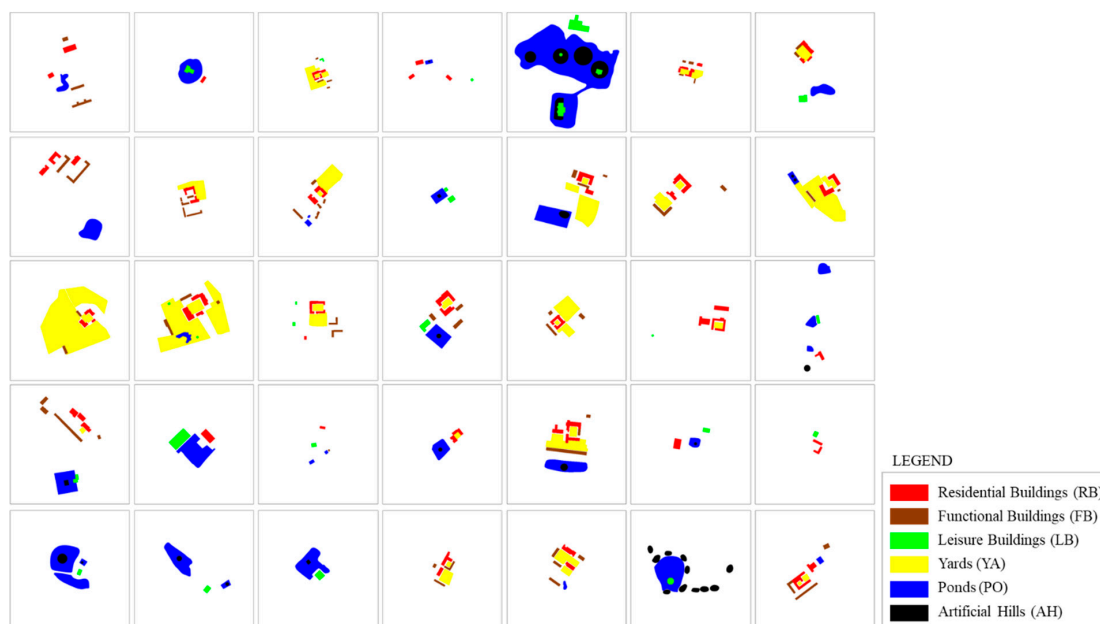 LEGEND
Residential Buildings (RB)
Functional Buildings (FB)
Leisure Buildings (LB)
Yards (YA)
Ponds (PO)
Artificial Hills (AH)